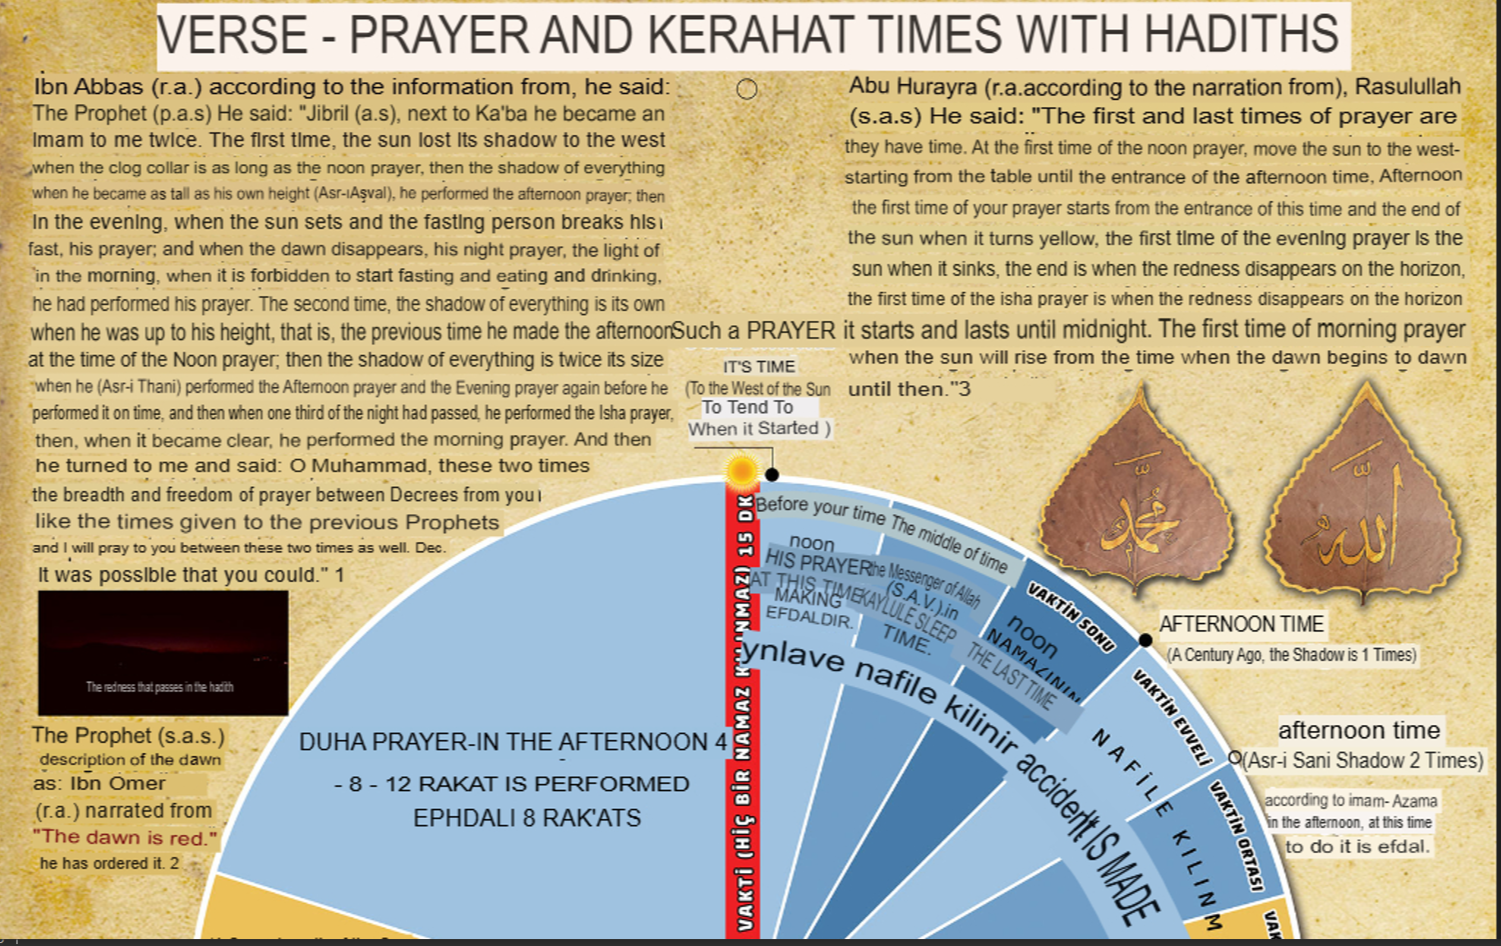 VERSE - PRAYER AND KERAHAT TIMES WITH HADITHS
Ibn Abbas (r.a.) according to the information from, he said:
The Prophet (p.a.s) He said: "Jibril (a.s), next to Ka'ba he became an
Imam to me twice. The first time, the sun lost its shadow to the west
when the clog collar is as long as the noon prayer, then the shadow of everything
when he became as tall as his own height (Asr-ıAşval), he performed the afternoon prayer; then
In the evening, when the sun sets and the fasting person breaks his
fast, his prayer; and when the dawn disappears, his night prayer, the light of
in the morning, when it is forbidden to start fasting and eating and drinking,
he had performed his prayer. The second time, the shadow of everything is its own
when he was up to his height, that is, the previous time he made the afternoon
at the time of the Noon prayer; then the shadow of everything is twice its size
when he (Asr-i Thani) performed the Afternoon prayer and the Evening prayer again before he
performed it on time, and then when one third of the night had passed, he performed the Isha prayer,
then, when it became clear, he performed the morning prayer. And then
he turned to me and said: O Muhammad, these two times
the breadth and freedom of prayer between Decrees from you
like the times given to the previous Prophets
and I will pray to you between these two times as well. Dec.
It was possible that you could." 1
The redness that passes in the hadith
The Prophet (s.a.s.)
description of the dawn
as: Ibn Omer
(r.a.) narrated from
"The dawn is red."
he has ordered it. 2
Abu Hurayra (r.a.according to the narration from), Rasulullah
(s.a.s) He said: "The first and last times of prayer are
they have time. At the first time of the noon prayer, move the sun to the west-
starting from the table until the entrance of the afternoon time, Afternoon
the first time of your prayer starts from the entrance of this time and the end of
the sun when it turns yellow, the first time of the evening prayer is the
sun when it sinks, the end is when the redness disappears on the horizon,
the first time of the isha prayer is when the redness disappears on the horizon
Such a PRAYER it starts and lasts until midnight. The first time of morning prayer
when the sun will rise from the time when the dawn begins to dawn
until then."3
IT'S TIME
(To the West of the Sun
To Tend To
When it Started )
محمد
الله
AFTERNOON TIME
(A Century Ago, the Shadow is 1 Times)
afternoon time
(Asr-i Sani Shadow 2 Times)
according to imam- Azama
in the afternoon, at this time
to do it is efdal.
DUHA PRAYER-IN THE AFTERNOON 4
- 8 - 12 RAKAT IS PERFORMED
EPHDALI 8 RAK'ATS
VAKTİ (HİÇ BİR NAMAZ KILINMAZ) 15 DK
Before your time
The middle of time
noon
HIS PRAYER
AT THIS TIME
MAKING
EFDALDIR.
the Messenger of Allah
(S.A.V.).in
KAYLULE SLEEP
TIME.
VAKTİN SONU
noon
NAMAZININ
THE LAST TIME
ynlave nafile kilinir accident IS MADE
VAKTİN EVVELİ
NAFİLE KILINM
VAKTİN ORTASI
VAK